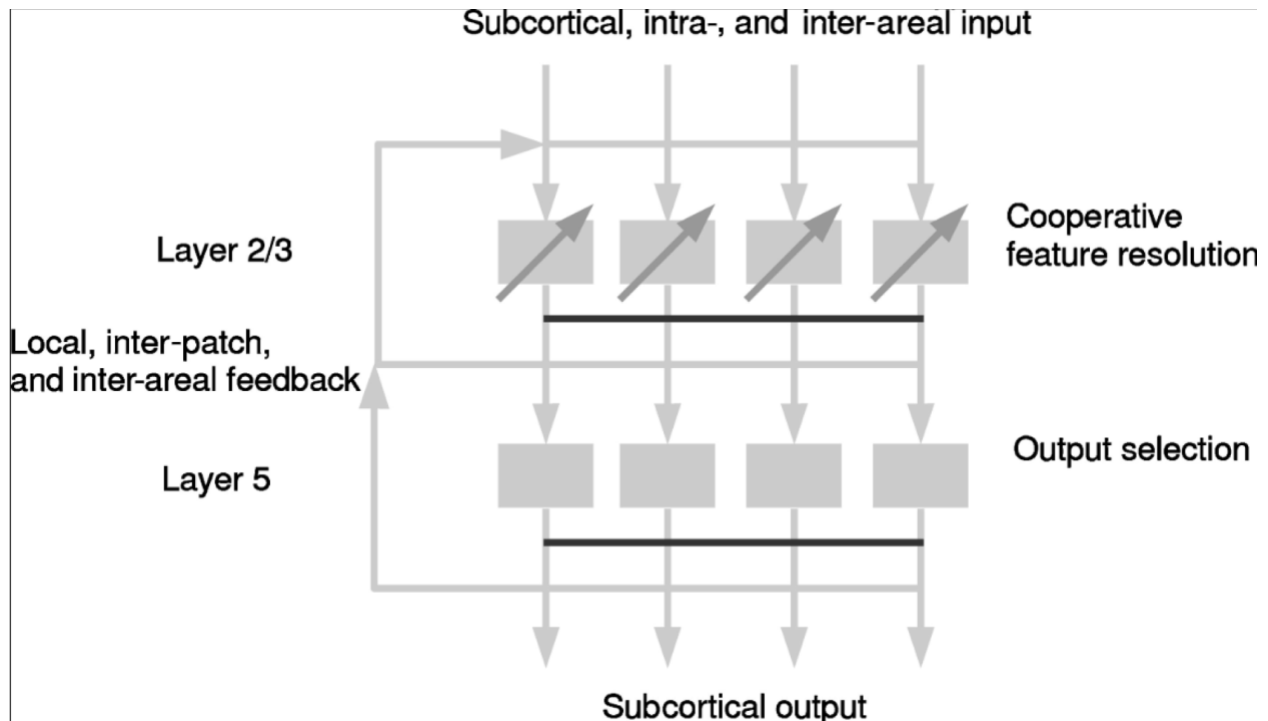 Subcortical, intra-, and inter-areal input
Cooperative
feature resolution
Layer 2/3
Local, inter-patch,
and inter-areal feedback
Output selection
Layer 5
Subcortical output